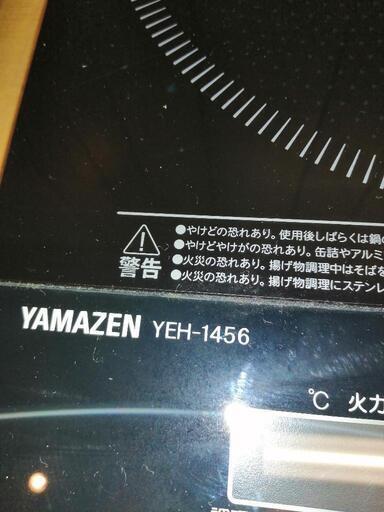 警告
●やけどの恐れあり。使用後しばらくは鍋の
●やけどやけがの恐れあり。缶詰やアルミ
●火災の恐れあり。揚げ物調理中はそばを
●火災の恐れあり。揚げ物調理にステンレ
YAMAZEN YEH-1456
℃ 火力